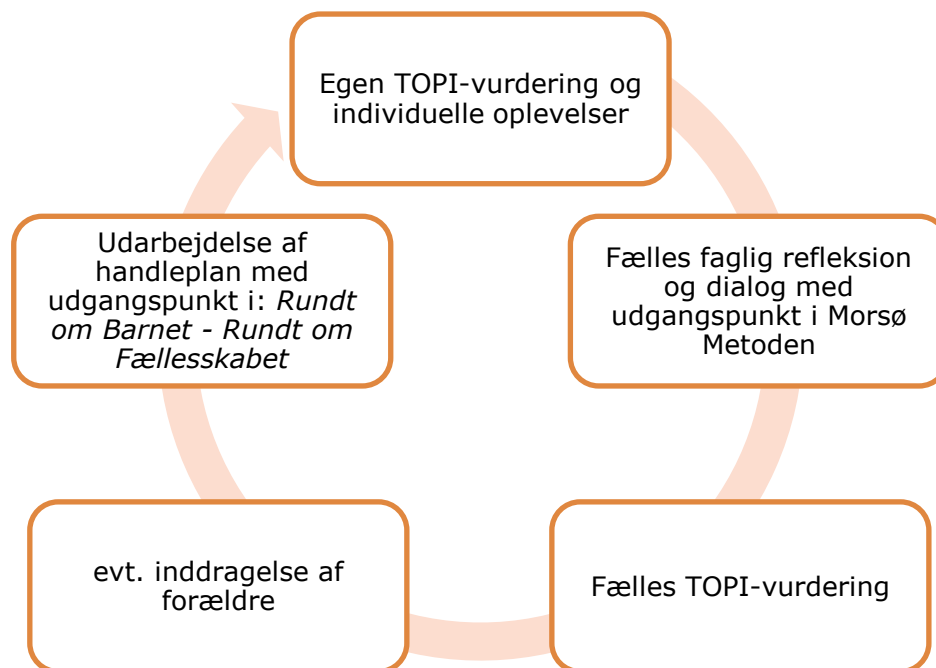 Egen TOPI-vurdering og
individuelle oplevelser
Fælles faglig refleksion
og dialog med
udgangspunkt i Morsø
Metoden
Fælles TOPI-vurdering
evt. inddragelse af
forældre
Udarbejdelse af
handleplan med
udgangspunkt i: Rundt
om Barnet - Rundt om
Fællesskabet